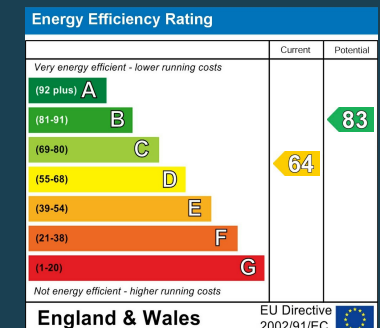 Energy Efficiency Rating
Current Potential
Very energy efficient - lower running costs
(92 plus) A
(81-91) B
83
(69-80) C
64
(55-68) D
(39-54) E
(21-38) F
(1-20) G
Not energy efficient - higher running costs
England & Wales
EU Directive
2002/91/EC